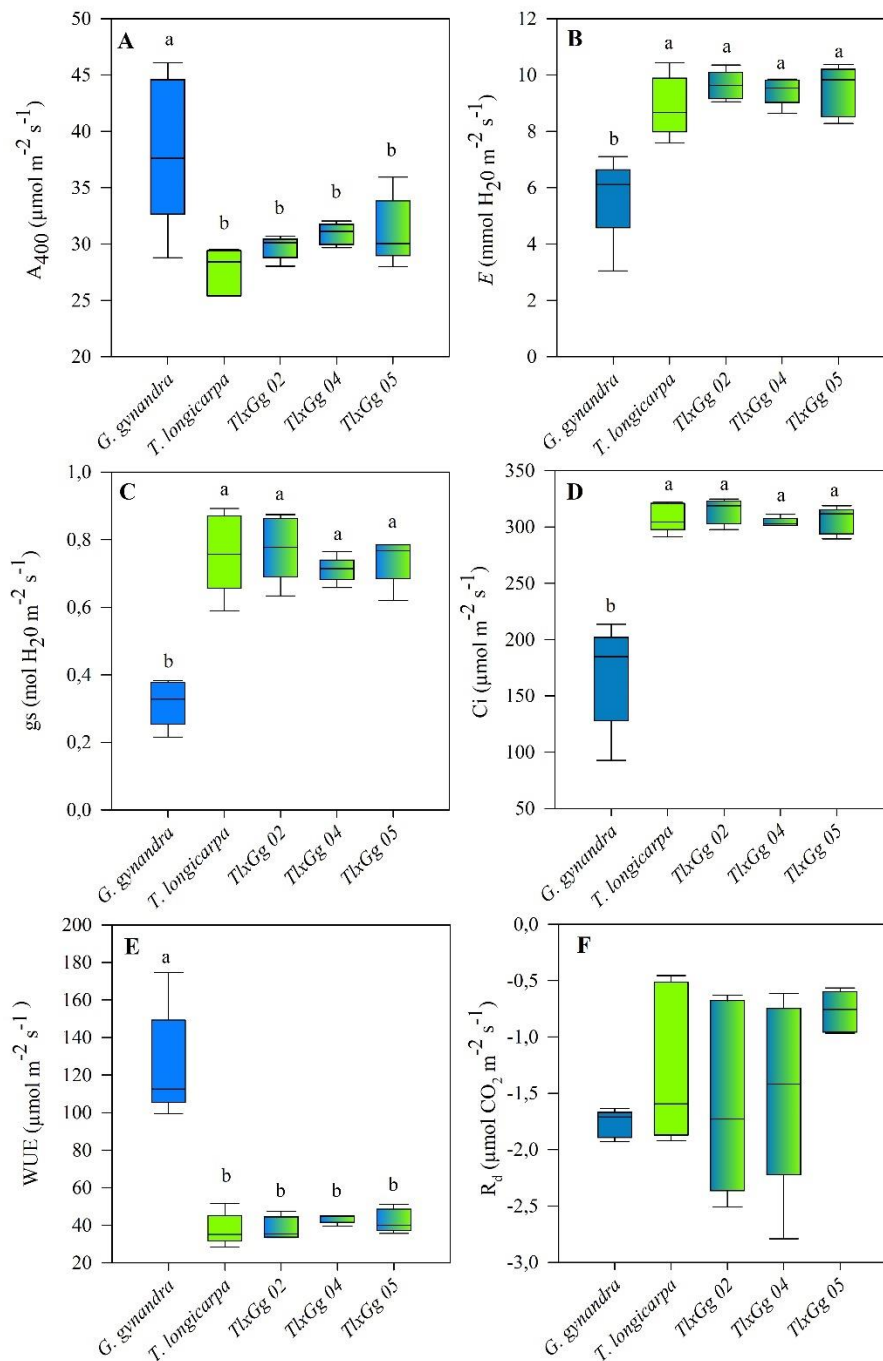 A
a
b
b
b
b
50
45
40
35
30
25
20
A400 (µmol m-2 s-1)
G. gynandra
T. longicarpa
TlxGg 02
TlxGg 04
TlxGg 05
B
b
a
a
a
a
12
10
8
6
4
2
0
E (mmol H20 m-2 s-1)
G. gynandra
T. longicarpa
TlxGg 02
TlxGg 04
TlxGg 05
C
b
a
a
a
a
1,0
0,8
0,6
0,4
0,2
0,0
gs (mol H20 m-2 s-1)
G. gynandra
T. longicarpa
TlxGg 02
TlxGg 04
TlxGg 05
D
b
a
a
a
a
350
300
250
200
150
100
50
Ci (µmol m-2 s-1)
G. gynandra
T. longicarpa
TlxGg 02
TlxGg 04
TlxGg 05
E
a
b
b
b
b
200
180
160
140
120
100
80
60
40
20
WUE (µmol m-2 s-1 )
G. gynandra
T. longicarpa
TlxGg 02
TlxGg 04
TlxGg 05
F
0,0
-0,5
-1,0
-1,5
-2,0
-2,5
-3,0
Rd (µmol CO2 m-2 s-1)
G. gynandra
T. longicarpa
TlxGg 02
TlxGg 04
TlxGg 05